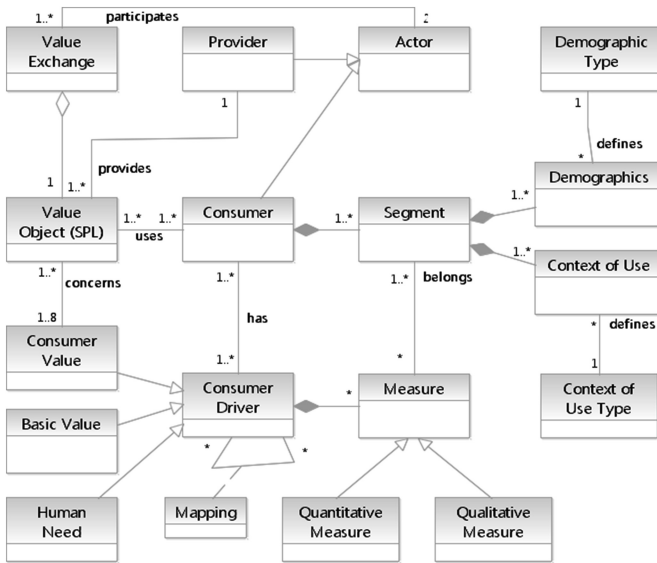 participates
1..*
2
Value
Exchange
Provider
Actor
Demographic
Type
1
1
provides
1
1..*
defines
*
Demographics
1..*
Value
Object (SPL)
1..*
uses
1..*
Consumer
1..*
Segment
1..*
Context of Use
1..*
concerns
1..8
1..*
has
1..*
belongs
1..*
*
*
defines
1
Consumer
Value
Consumer
Driver
*
Measure
Context of
Use Type
Basic Value
*
*
Human
Need
Mapping
Quantitative
Measure
Qualitative
Measure